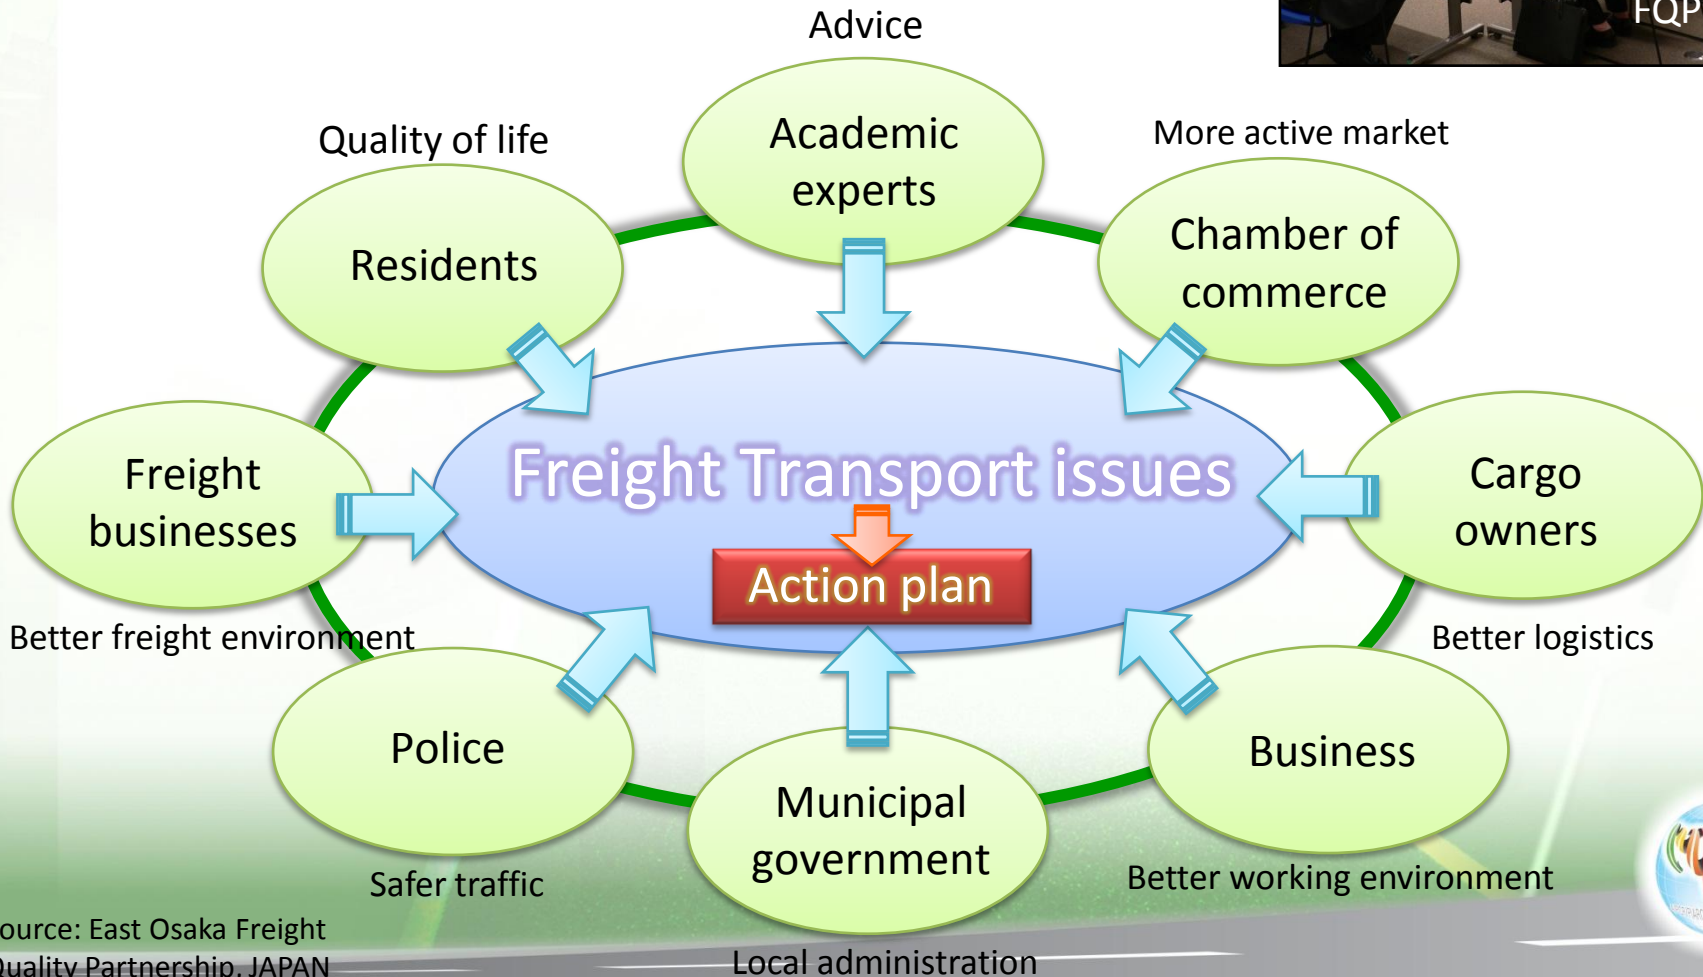 FQP
Advice
Quality of life
Academic
experts
More active market
Residents
Chamber of
commerce
Freight Transport issues
Freight
businesses
Cargo
owners
Action plan
Better freight environment
Better logistics
Police
Municipal
government
Business
Safer traffic
Better working environment
ource: East Osaka Freight
Quality Partnership. JAPAN
Local administration